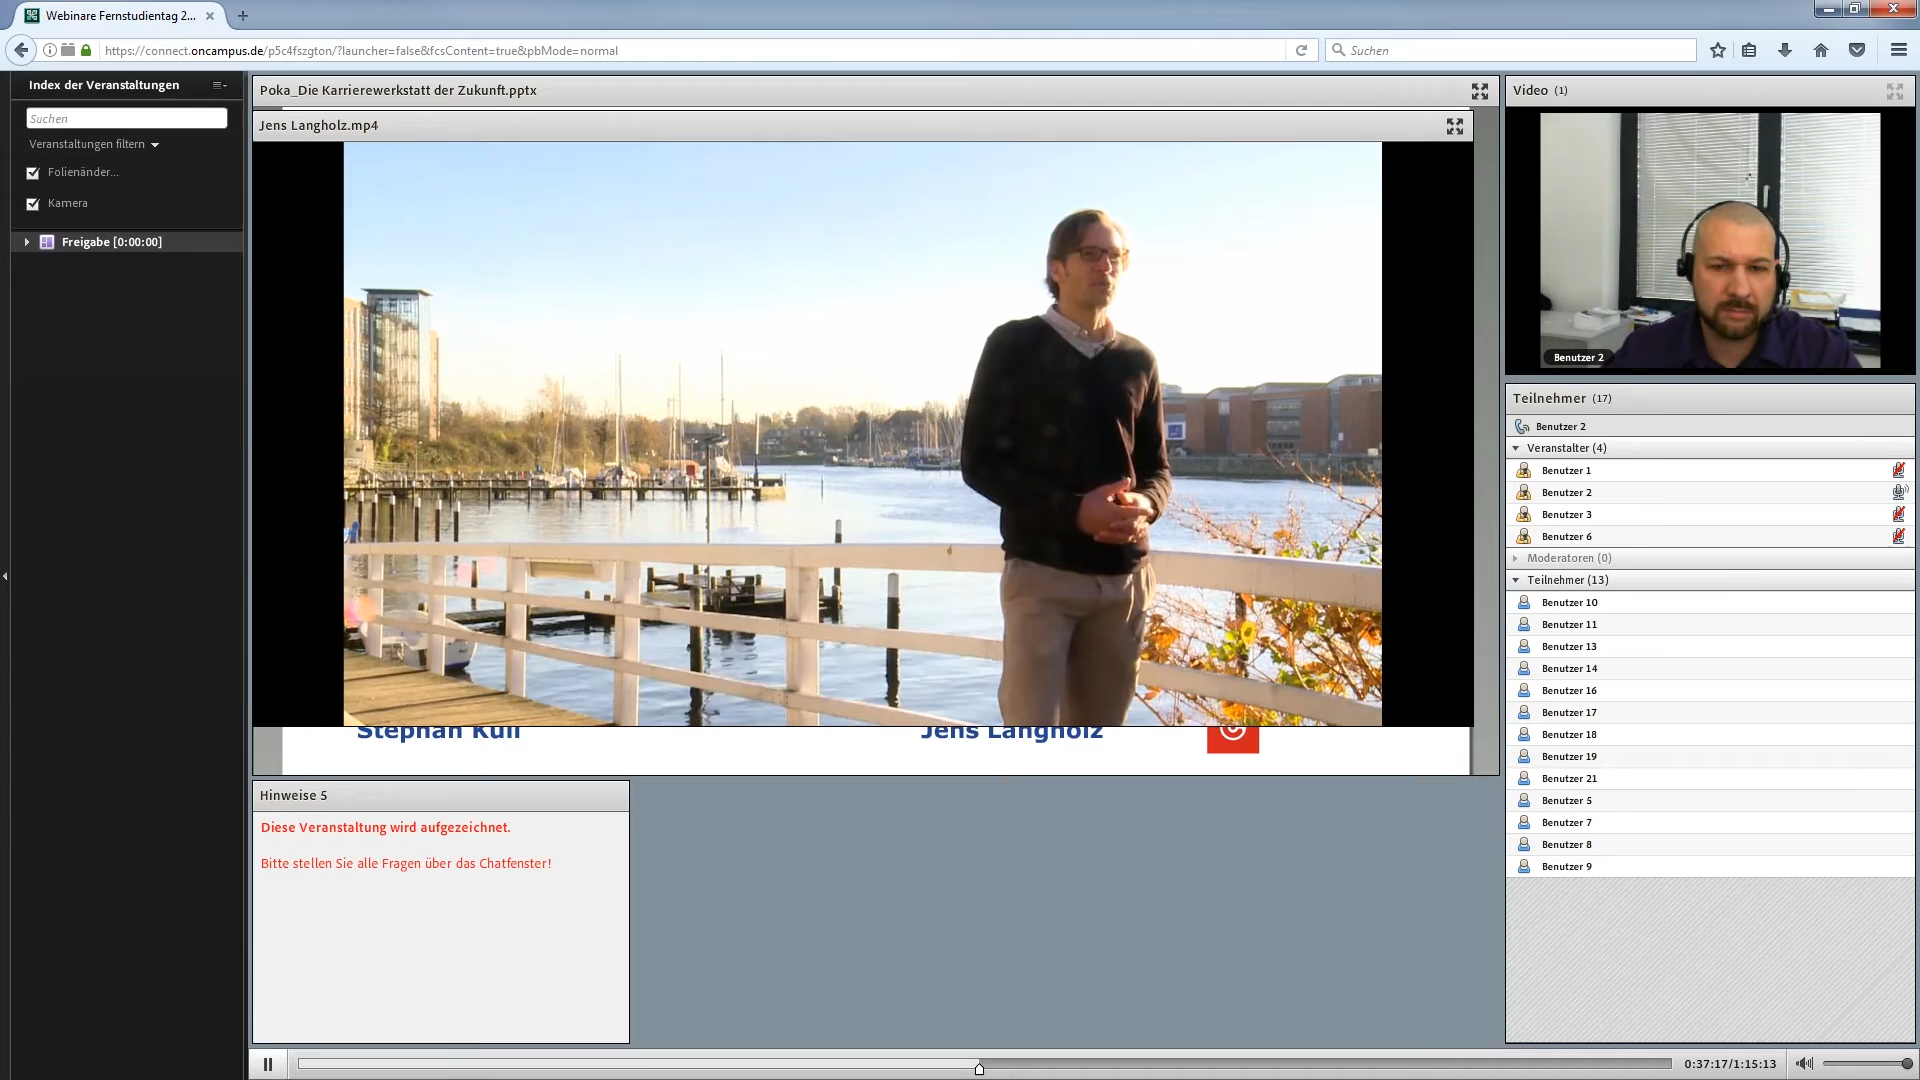 Webinare Fernstudientag 2...
https://connect.oncampus.de/p5c4fszgton/?launcher=false&fcsContent=true&pbMode=normal
Suchen
Index der Veranstaltungen
Suchen
Veranstaltungen filtern
Folienänder...
Kamera
Freigabe [0:00:00]
Poka_Die Karrierewerkstatt der Zukunft.pptx
Jens Langholz.mp4
Stephan Kull
Jens Langholz
Hinweise 5
Diese Veranstaltung wird aufgezeichnet.
Bitte stellen Sie alle Fragen über das Chatfenster!
Video (1)
Benutzer 2
Teilnehmer (17)
Benutzer 2
Veranstalter (4)
Benutzer 1
Benutzer 2
Benutzer 3
Benutzer 6
Moderatoren (0)
Teilnehmer (13)
Benutzer 10
Benutzer 11
Benutzer 13
Benutzer 14
Benutzer 16
Benutzer 17
Benutzer 18
Benutzer 19
Benutzer 21
Benutzer 5
Benutzer 7
Benutzer 8
Benutzer 9
0:37:17/1:15:13